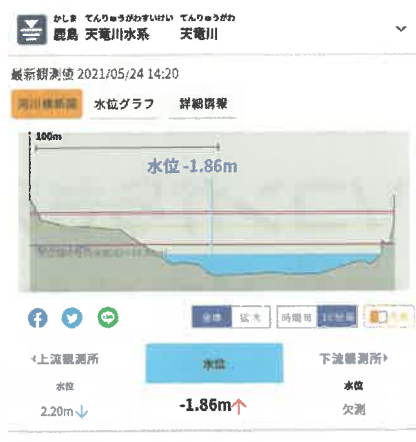 かしま てんりゅうがわすいけい てんりゅうがわ
鹿島 天竜川水系 天竜川
最新観測値 2021/05/24 14:20
河川横断図 水位グラフ 詳細情報
100m
水位 -1.86m
全体 拡大 時間毎 10分毎
上流観測所 水位 下流観測所
水位 水位
2.20m↓ -1.86m↑ 欠測